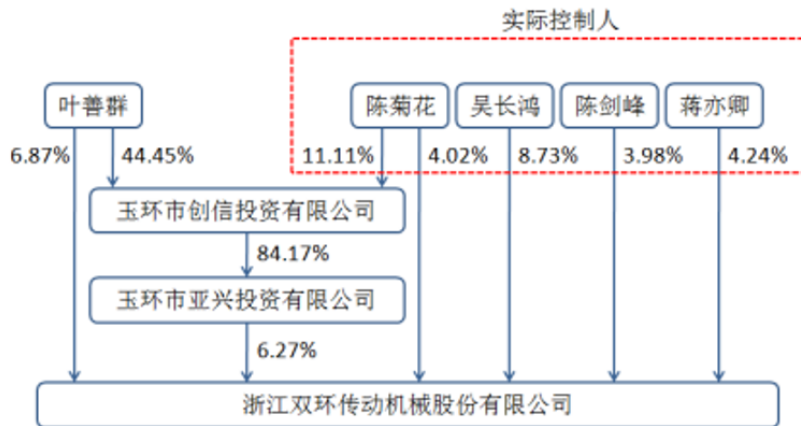 实际控制人
叶善群
陈菊花
吴长鸿
陈剑峰
蒋亦卿
6.87%
44.45%
11.11%
4.02%
8.73%
3.98%
4.24%
玉环市创信投资有限公司
84.17%
玉环市亚兴投资有限公司
6.27%
浙江双环传动机械股份有限公司